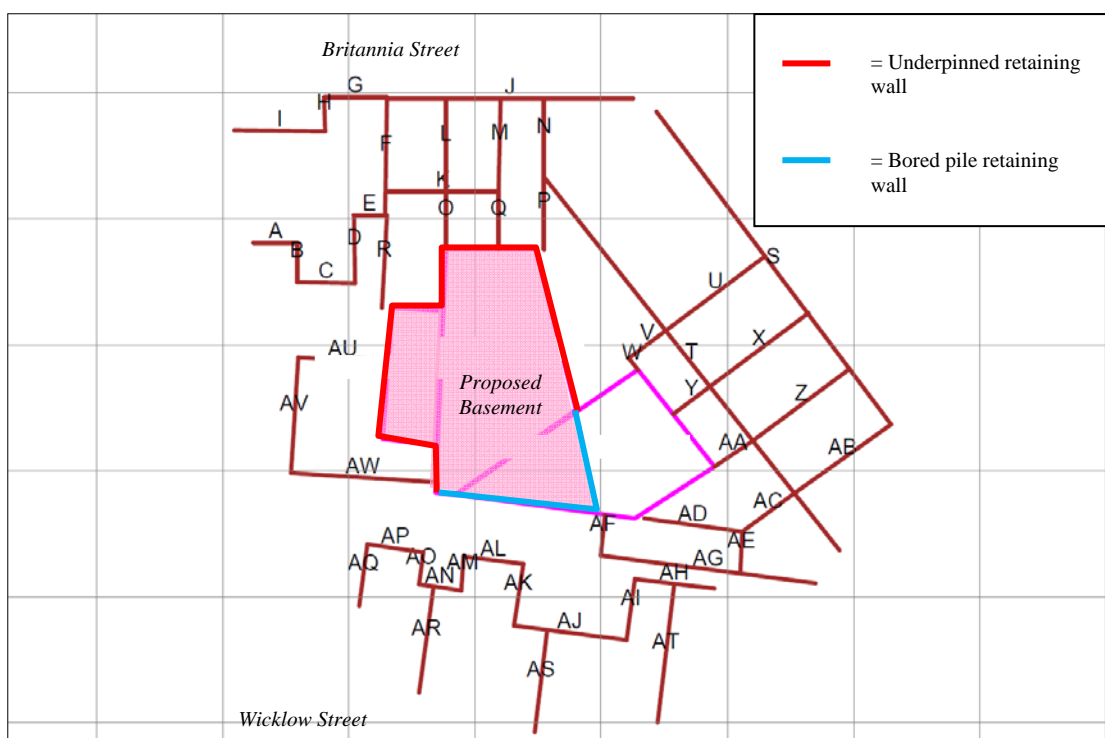 Britannia Street
= Underpinned retaining
wall
= Bored pile retaining
wall
G
J
H
I
F
L
M
N
K
E
O
Q
P
A
B
D
R
C
S
U
V
AU
W
T
X
Y
Z
Proposed
Basement
AV
AA
AB
AW
AC
AD
AF
AE
AP
AO
AM
AL
AG
AQ
AN
AK
AH
AI
AR
AJ
AT
AS
Wicklow Street